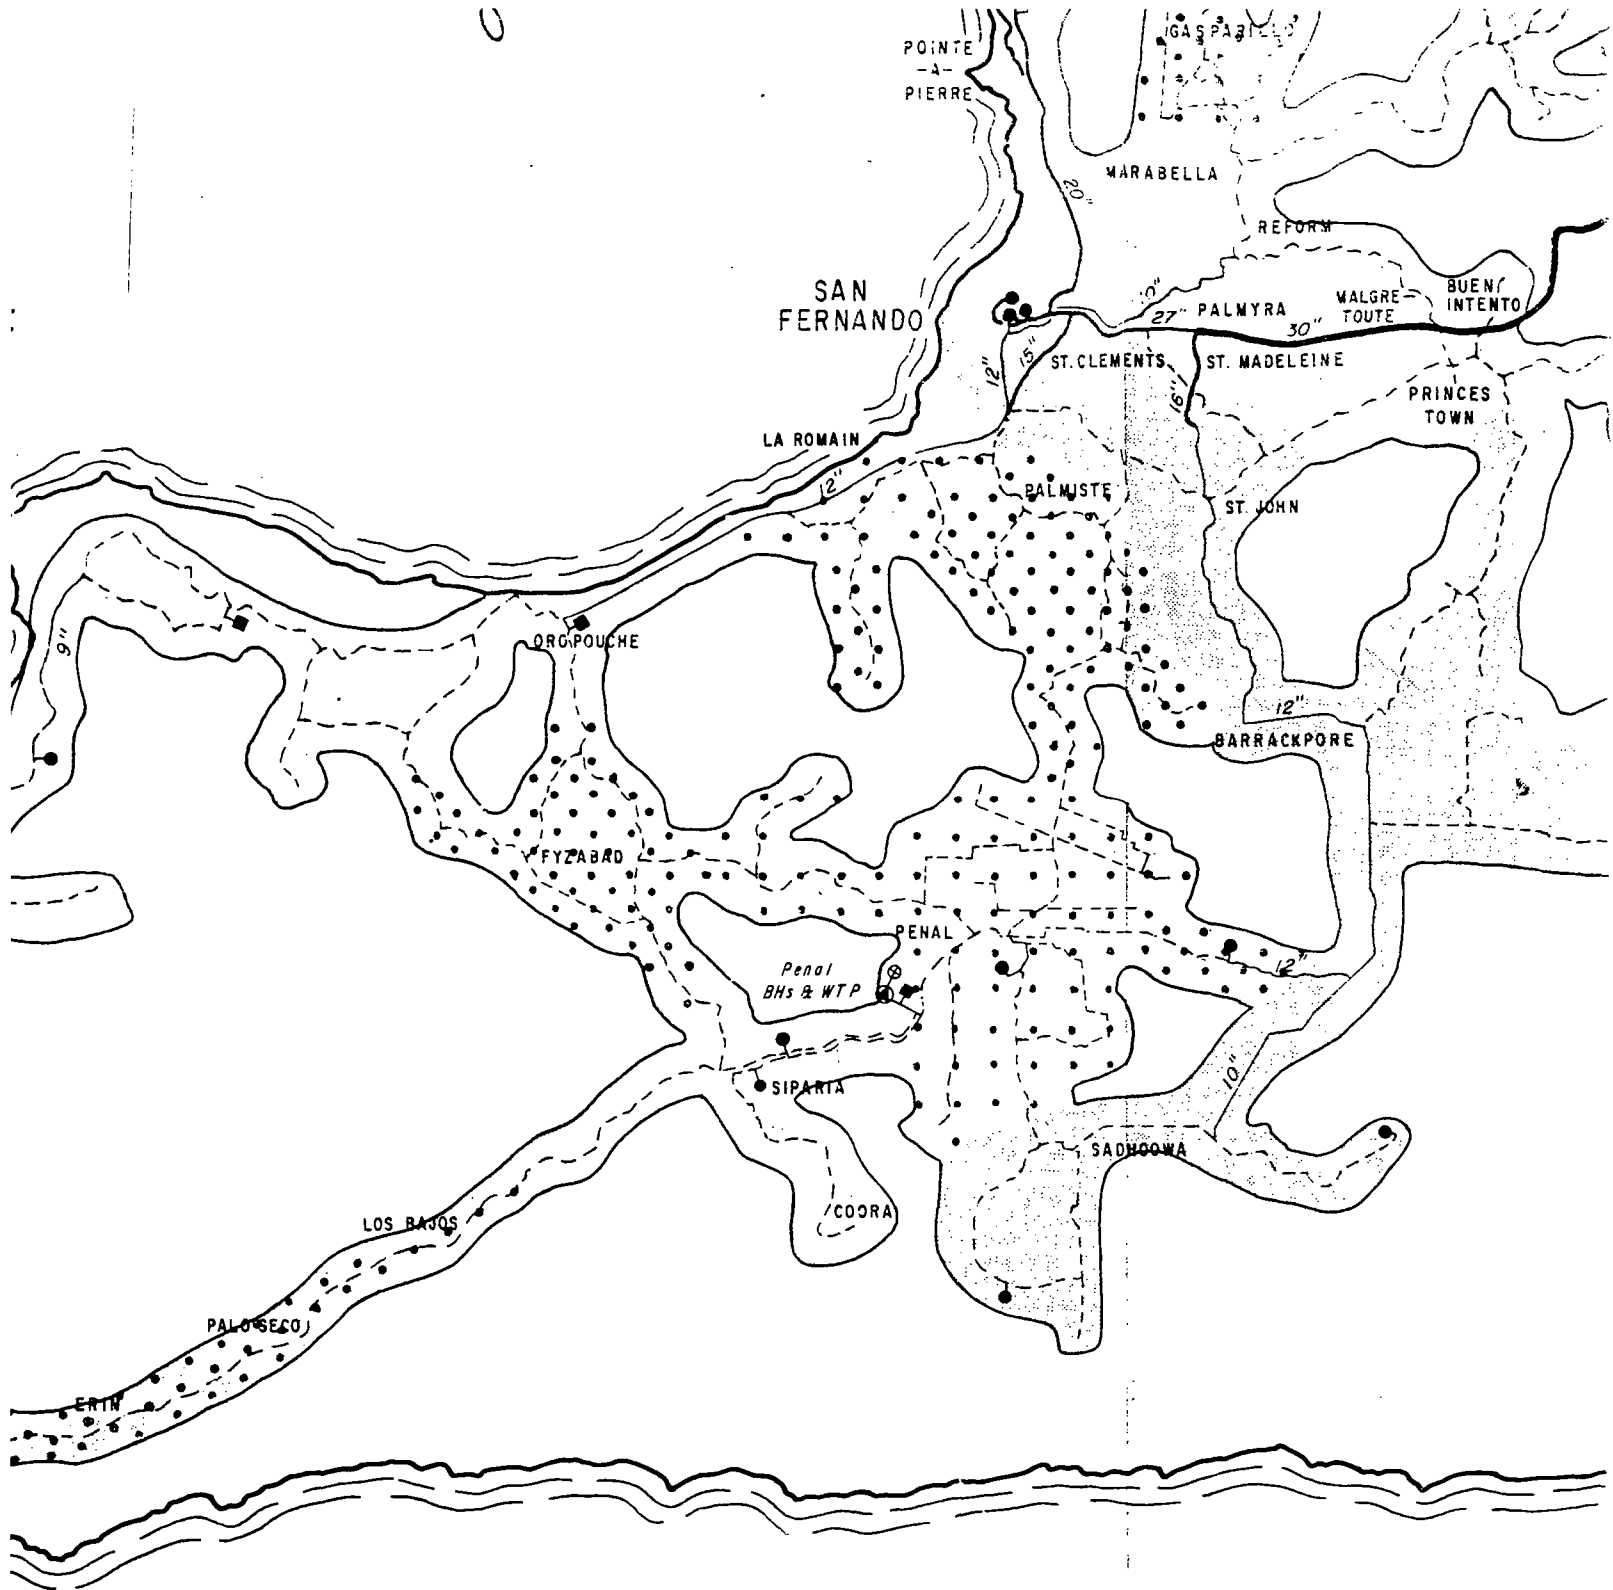 GASPARILLO
POINTE
-A-
PIERRE
MARABELLA
20"
REFORM
SAN
FERNANDO
BUEN
INTENTO
MALGRE-
TOUTE
PALMYRA
27"
30"
12"
15"
ST. CLEMENTS
ST. MADELEINE
16"
PRINCES
TOWN
LA ROMAIN
12"
PALMISTE
ST. JOHN
9"
OROPOUCHE
12"
BARRACKPORE
FYZABAD
PENAL
Penal
BHs & WTP
12"
10"
SIPARIA
SADHOOWA
COORA
LOS BAJOS
PALO SECO
ERIN